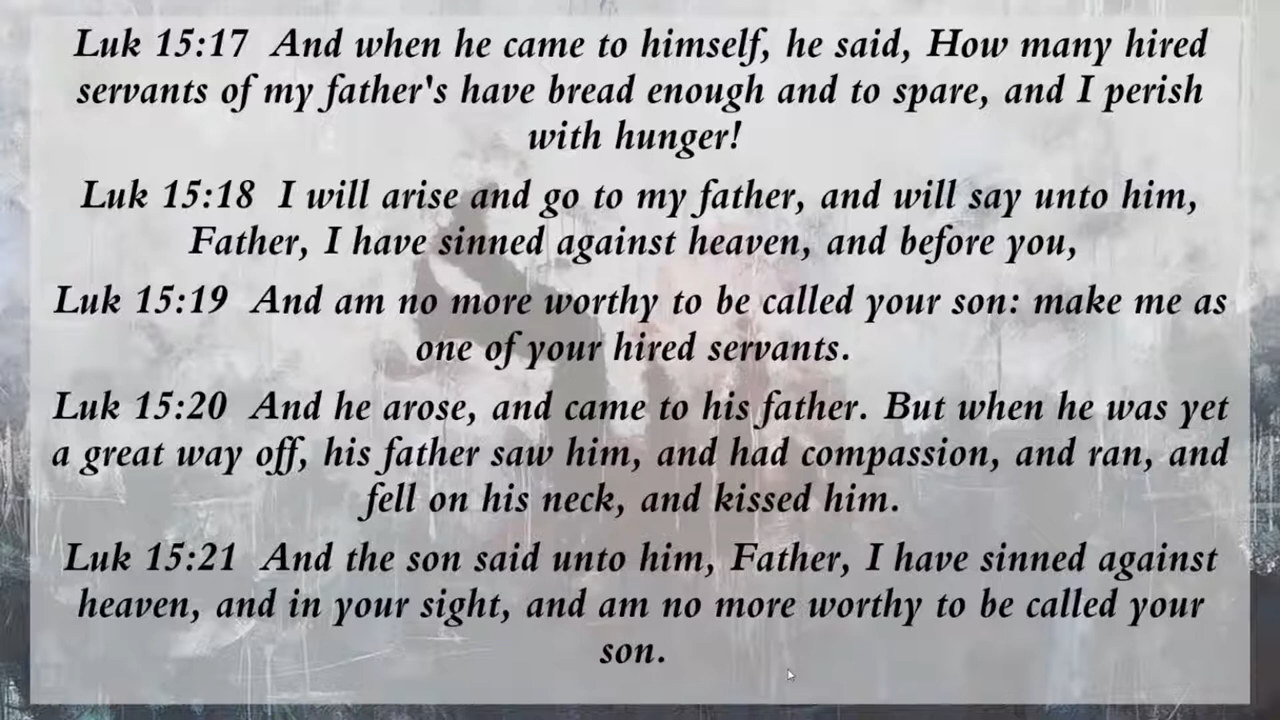 Luk 15:17  And when he came to himself, he said, How many hired
servants of my father's have bread enough and to spare, and I perish
with hunger!
Luk 15:18  I will arise and go to my father, and will say unto him,
Father, I have sinned against heaven, and before you,
Luk 15:19  And am no more worthy to be called your son: make me as
one of your hired servants.
Luk 15:20  And he arose, and came to his father. But when he was yet
a great way off, his father saw him, and had compassion, and ran, and
fell on his neck, and kissed him.
Luk 15:21  And the son said unto him, Father, I have sinned against
heaven, and in your sight, and am no more worthy to be called your
son.